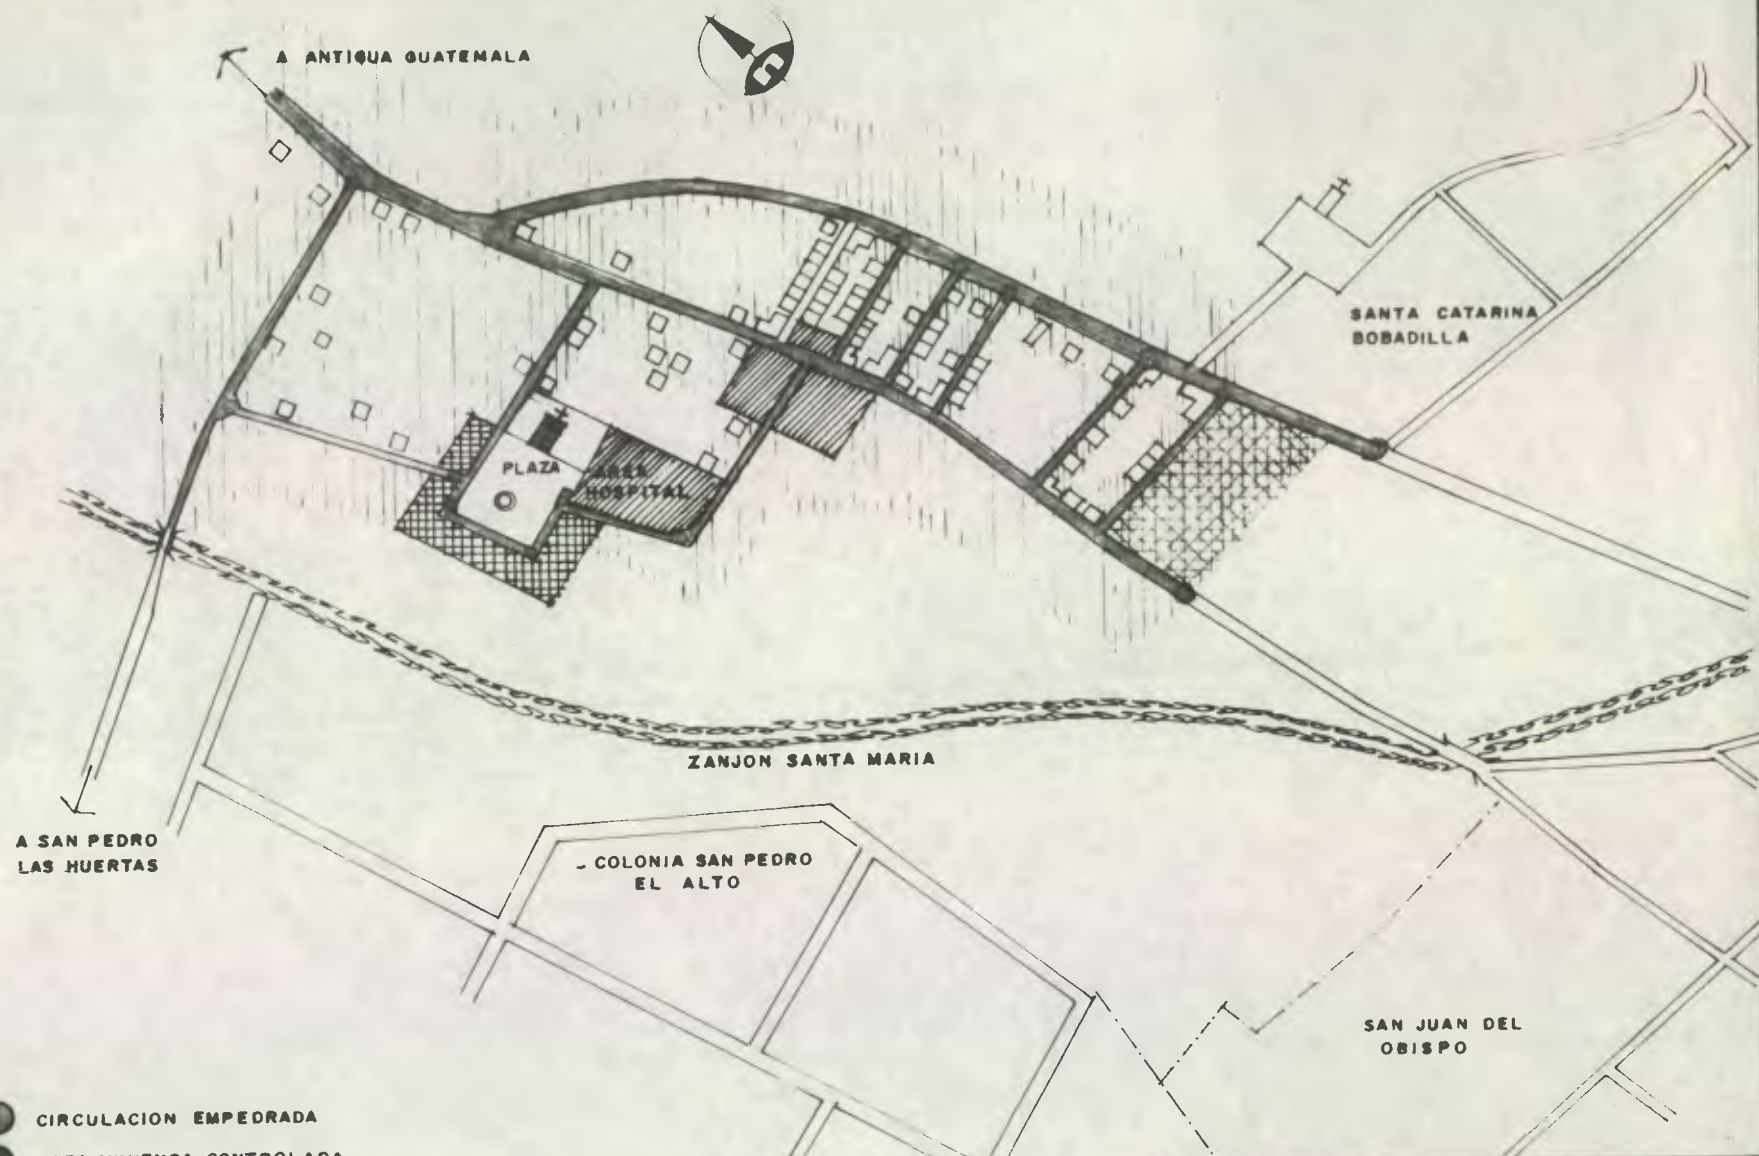 A ANTIGUA GUATEMALA
SANTA CATARINA
BOBADILLA
PLAZA
AREA
HOSPITAL
ZANJON SANTA MARIA
A SAN PEDRO
LAS HUERTAS
COLONIA SAN PEDRO
EL ALTO
SAN JUAN DEL
OBISPO
CIRCULACION EMPEDRADA
CONTROLADA